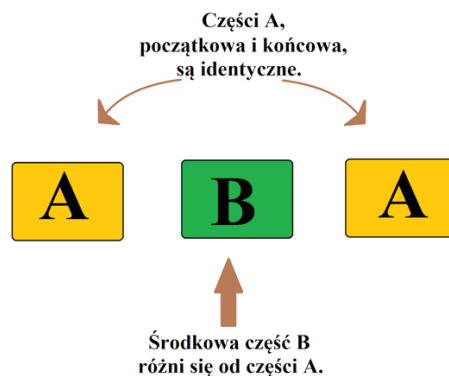 Części A,
początkowa i końcowa,
są identyczne.
A B A
Środkowa część B
różni się od części A.